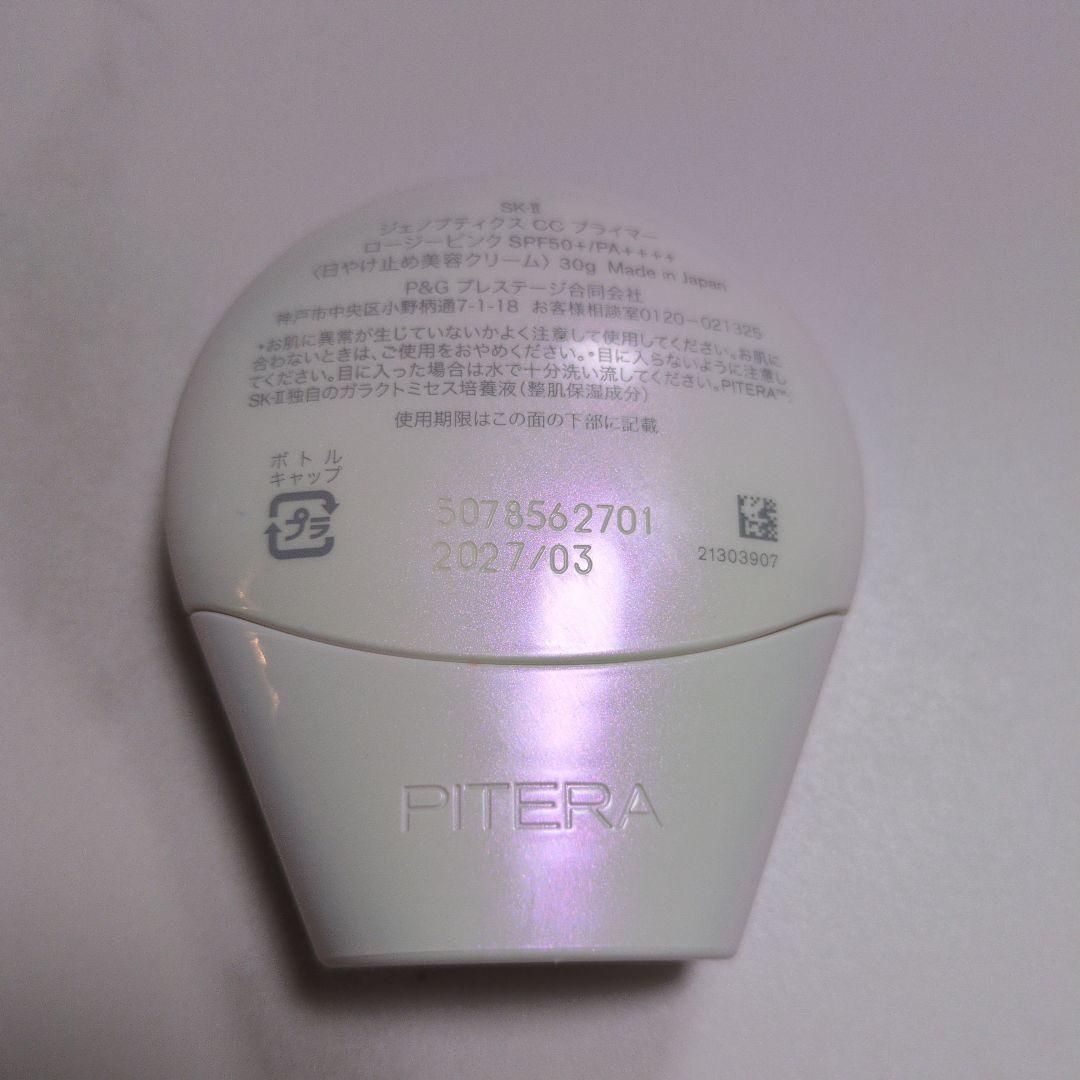 SK-II
ジェノプティクス CC プライマー
ロージーピンク SPF50+/PA++++
〈日やけ止め美容クリーム〉 30g Made in Japan
P&G プレステージ合同会社
神戸市中央区小野柄通7-1-18 お客様相談室0120-021325
•お肌に異常が生じていないかよく注意して使用してください。お肌に
合わないときは、ご使用をおやめください。•目に入らないように注意し
てください。目に入った場合は水で十分洗い流してください。PITERA™:
SK-II独自のガラクトミセス培養液(整肌保湿成分)
使用期限はこの面の下部に記載
ボトル
キャップ
プラ
5078562701
2027/03
21303907
PITERA